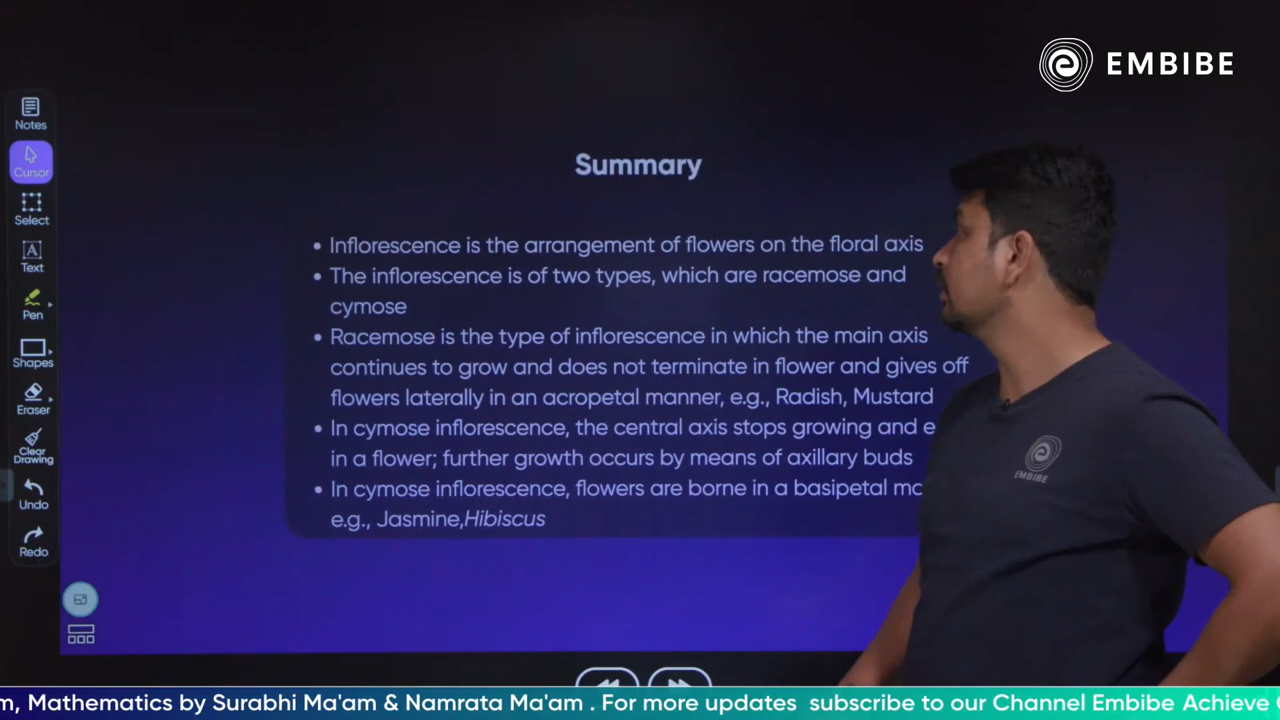 EMBIBE
Notes
Cursor
Select
Text
Pen
Shapes
Eraser
Clear
Drawing
Undo
Redo
Summary
• Inflorescence is the arrangement of flowers on the floral axis
• The inflorescence is of two types, which are racemose and
cymose
• Racemose is the type of inflorescence in which the main axis
continues to grow and does not terminate in flower and gives off
flowers laterally in an acropetal manner, e.g., Radish, Mustard
• In cymose inflorescence, the central axis stops growing and
in a flower; further growth occurs by means of axillary buds
• In cymose inflorescence, flowers are borne in a basipetal
e.g., Jasmine,Hibiscus
EMBIBE
Mathematics by Surabhi Ma'am & Namrata Ma'am . For more updates subscribe to our Channel Embibe Achieve